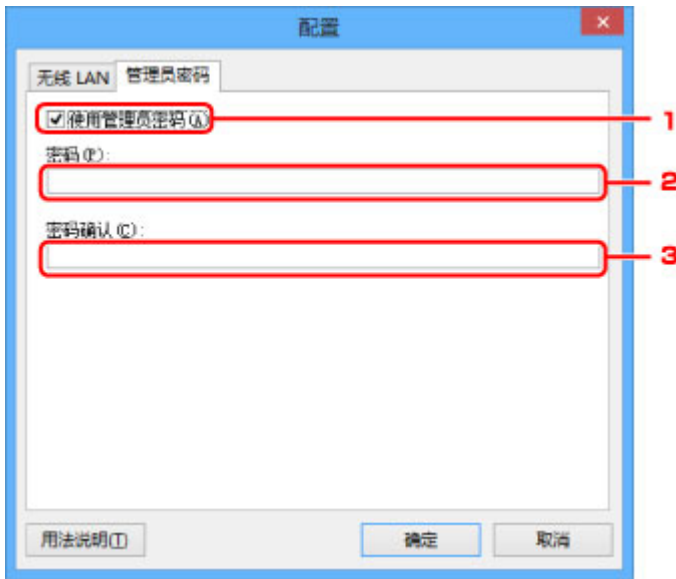 配置
无线 LAN 管理员密码
使用管理员密码(A) 1
密码(P):
2
密码确认(C):
3
用法说明(T) 确定 取消